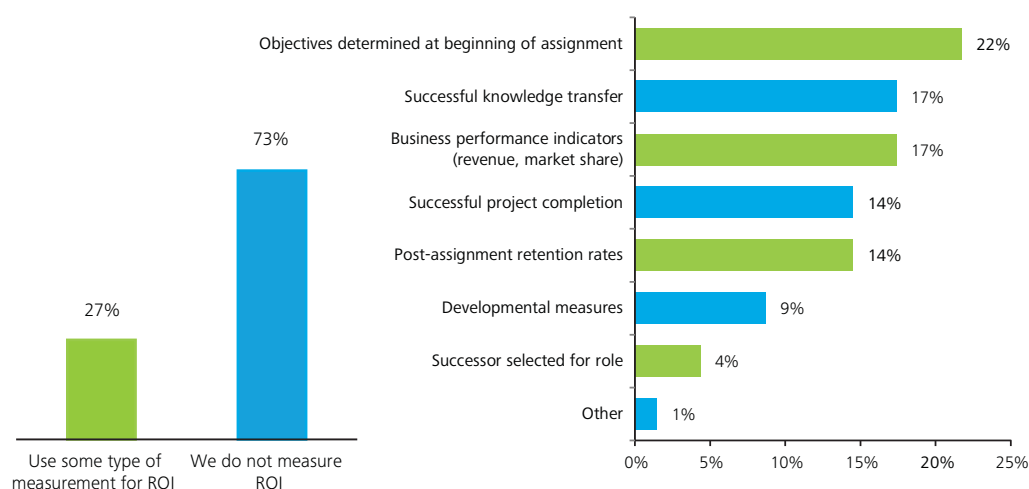 73%
27%
Use some type of
measurement for ROI
We do not measure
ROI
Objectives determined at beginning of assignment
22%
Successful knowledge transfer
17%
Business performance indicators
(revenue, market share)
17%
Successful project completion
14%
Post-assignment retention rates
14%
Developmental measures
9%
Successor selected for role
4%
Other
1%
0%
5%
10%
15%
20%
25%